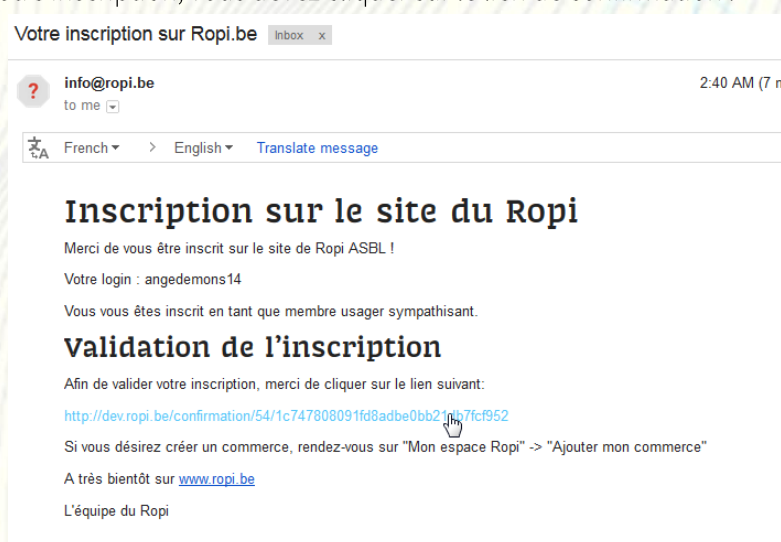 Votre inscription sur Ropi.be Inbox x
info@ropi.be 2:40 AM (7
to me
French > English Translate message
Inscription sur le site du Ropi
Merci de vous être inscrit sur le site de Ropi ASBL !
Votre login : angedemons14
Vous vous êtes inscrit en tant que membre usager sympathisant.
Validation de l'inscription
Afin de valider votre inscription, merci de cliquer sur le lien suivant:
Si vous désirez créer un commerce, rendez-vous sur "Mon espace Ropi" -> "Ajouter mon commerce"
A très bientôt sur www.ropi.be
L'équipe du Ropi